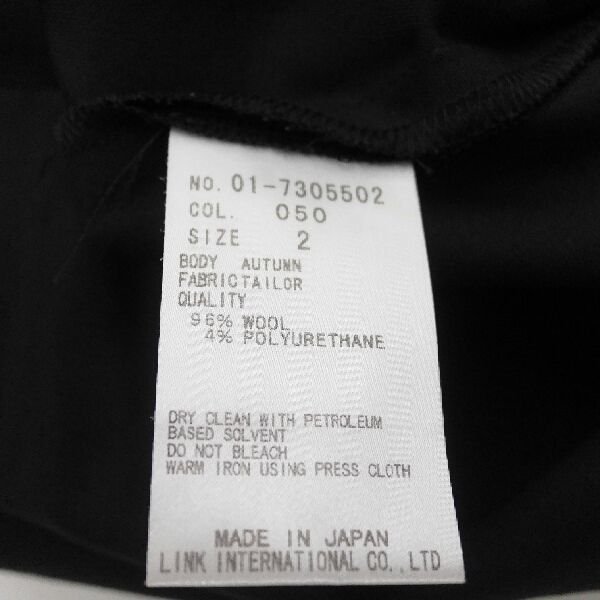 NO. 01-7305502
COL. 050
SIZE 2
BODY AUTUMN
FABRICTAILOR
QUALITY
96% WOOL
4% POLYURETHANE
DRY CLEAN WITH PETROLEUM
BASED SOLVENT
DO NOT BLEACH
WARM IRON USING PRESS CLOTH
MADE IN JAPAN
LINK INTERNATIONAL CO.,LTD